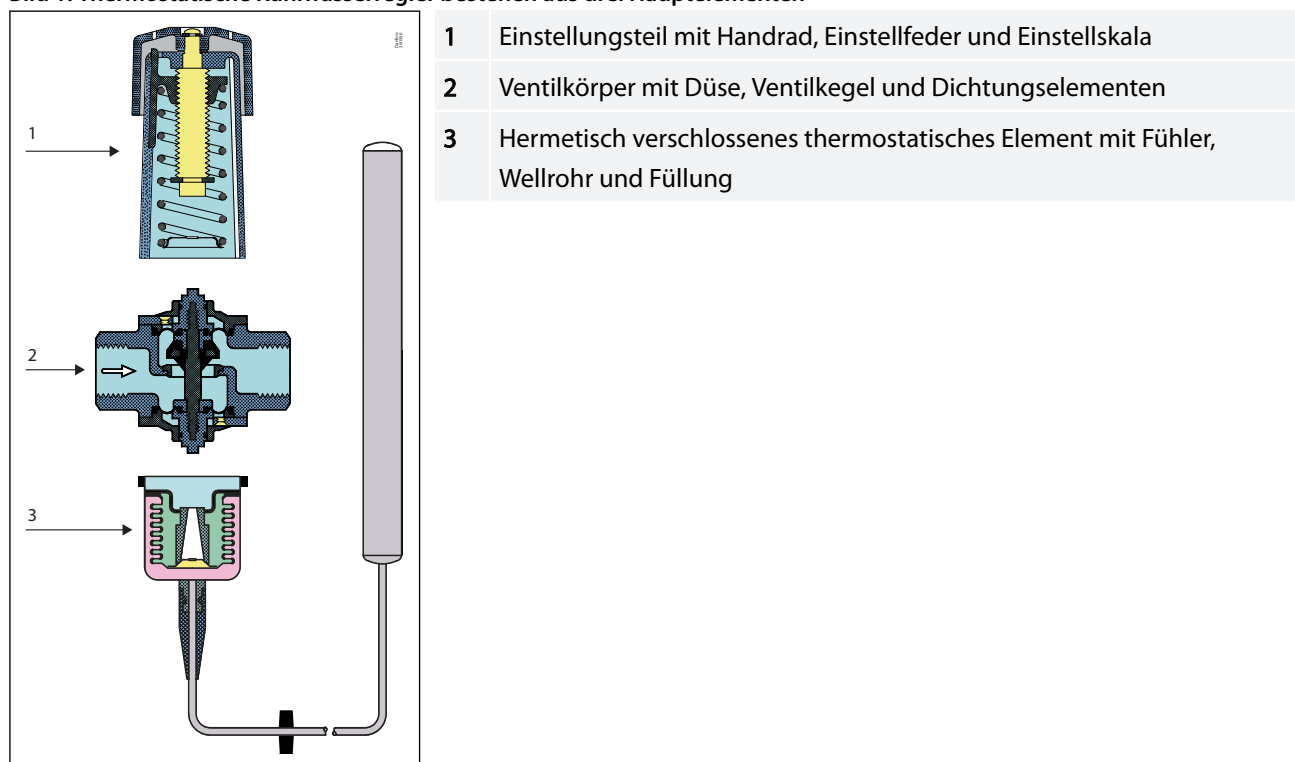 1 Einstellungsteil mit Handrad, Einstellfeder und Einstellskala
2 Ventilkörper mit Düse, Ventilkegel und Dichtungselementen
3 Hermetisch verschlossenes thermostatisches Element mit Fühler,
Wellrohr und Füllung
1
2
3
Danfoss